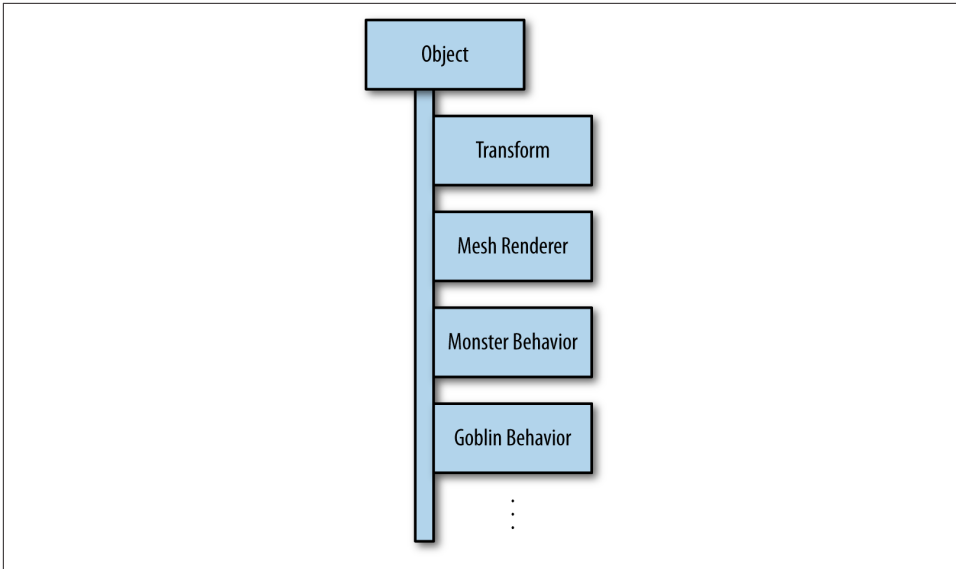 Object
Transform
Mesh Renderer
Monster Behavior
Goblin Behavior